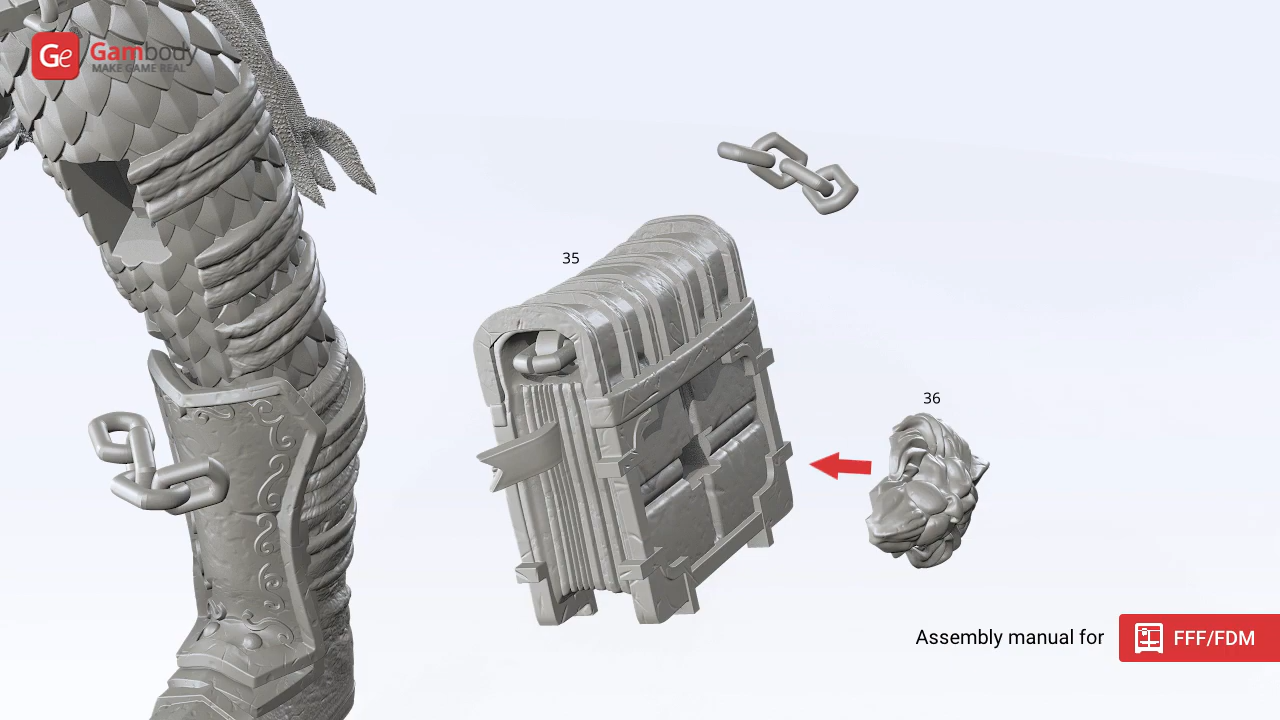 Ge
Gambody
MAKE GAME REAL
35
36
Assembly manual for
FFF/FDM